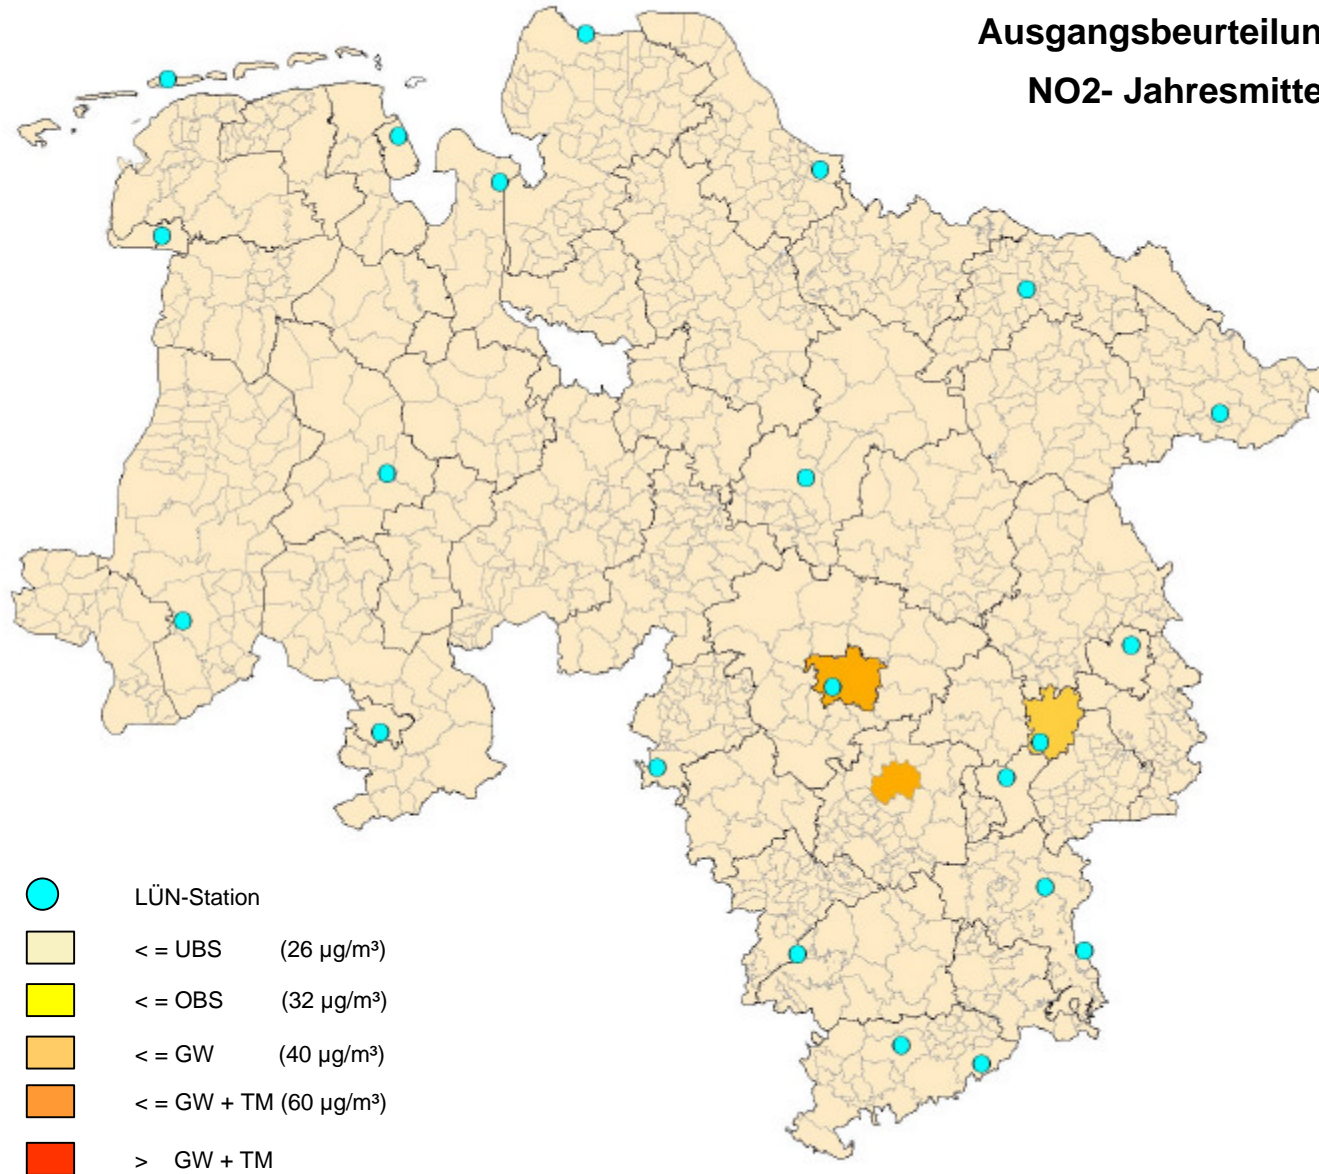 Ausgangsbeurteilun
NO2- Jahresmitte
LÜN-Station
< = UBS (26 µg/m³)
< = OBS (32 µg/m³)
< = GW (40 µg/m³)
< = GW + TM (60 µg/m³)
> GW + TM